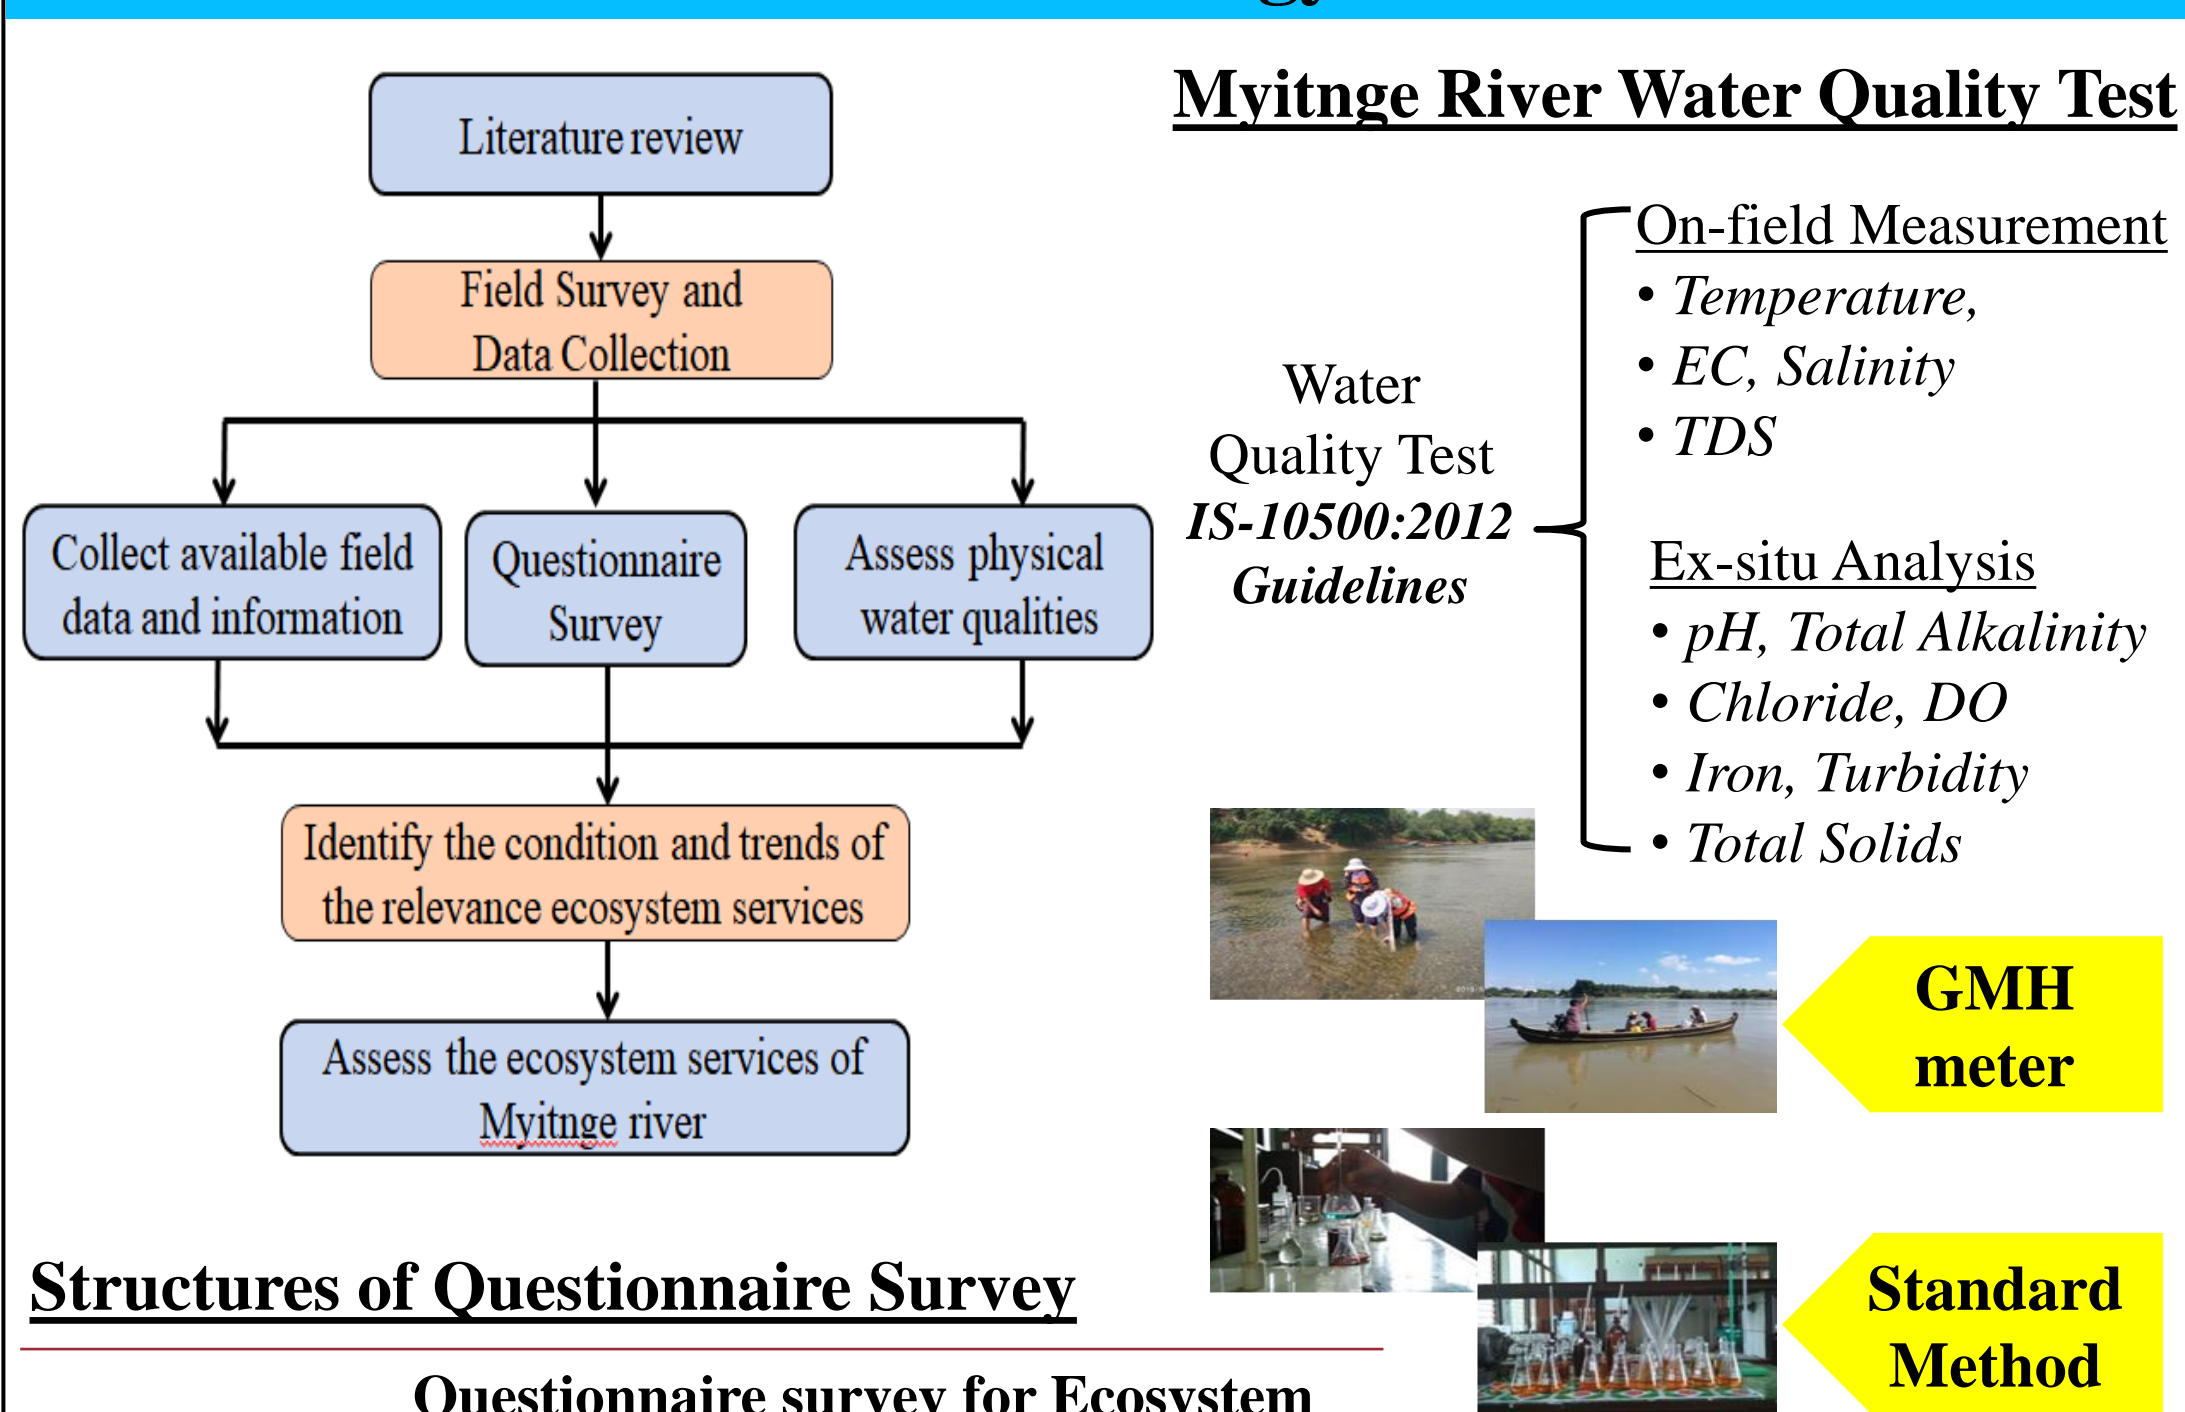 Literature review
Field Survey and
Data Collection
Collect available field
data and information
Questionnaire
Survey
Assess physical
water qualities
Identify the condition and trends of
the relevance ecosystem services
Assess the ecosystem services of
Myitnge river
Myitnge River Water Quality Test
Water
Quality Test
IS-10500:2012
Guidelines
On-field Measurement
• Temperature,
• EC, Salinity
• TDS
Ex-situ Analysis
• pH, Total Alkalinity
• Chloride, DO
• Iron, Turbidity
• Total Solids
GMH
meter
Standard
Method
Structures of Questionnaire Survey
Questionnaire survey for Ecosystem